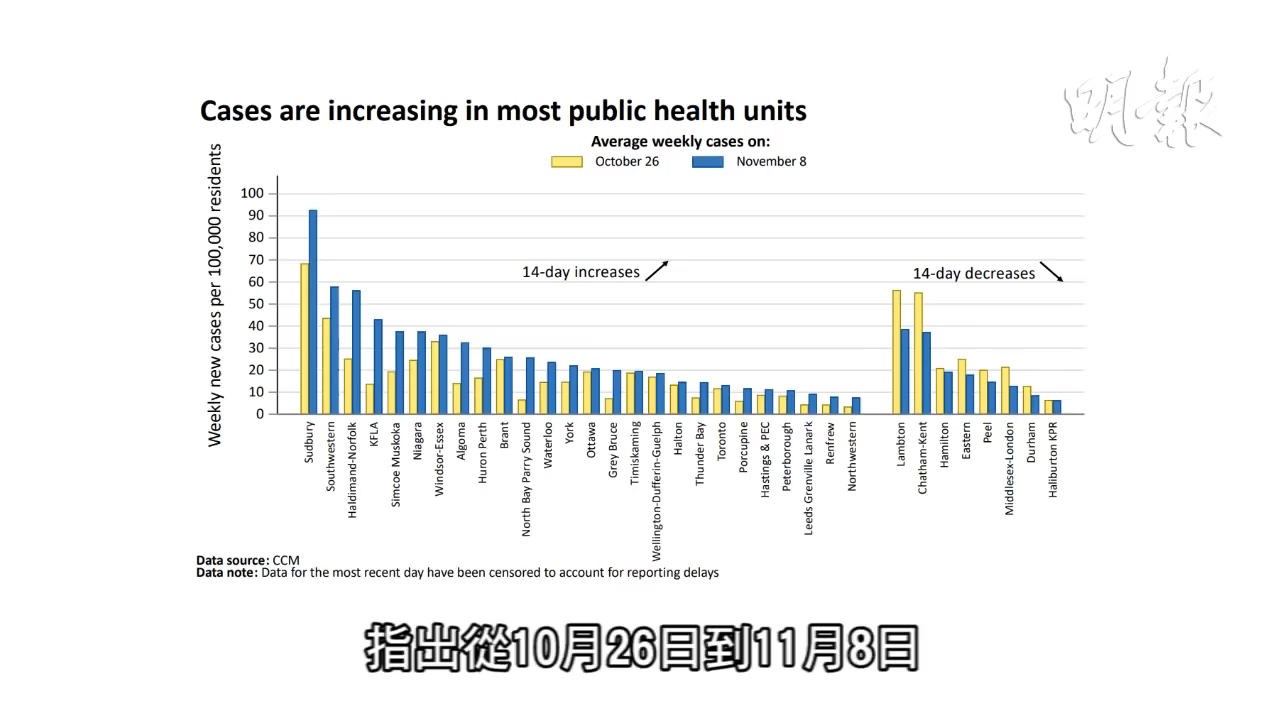 明報
Cases are increasing in most public health units
Average weekly cases on:
October 26
November 8
Weekly new cases per 100,000 residents
100
90
80
70
60
50
40
30
20
10
0
14-day increases
14-day decreases
Sudbury
Southwestern
Haldimand-Norfolk
KFLA
Simcoe Muskoka
Niagara
Windsor-Essex
Algoma
Huron Perth
Brant
North Bay Parry Sound
Waterloo
York
Ottawa
Grey Bruce
Timiskaming
Wellington-Dufferin-Guelph
Halton
Thunder Bay
Toronto
Porcupine
Hastings & PEC
Peterborough
Leeds Grenville Lanark
Renfrew
Northwestern
Lambton
Chatham-Kent
Hamilton
Eastern
Peel
Middlesex-London
Durham
Haliburton KPR
Data source: CCM
Data note: Data for the most recent day have been censored to account for reporting delays
指出從10月26日到11月8日